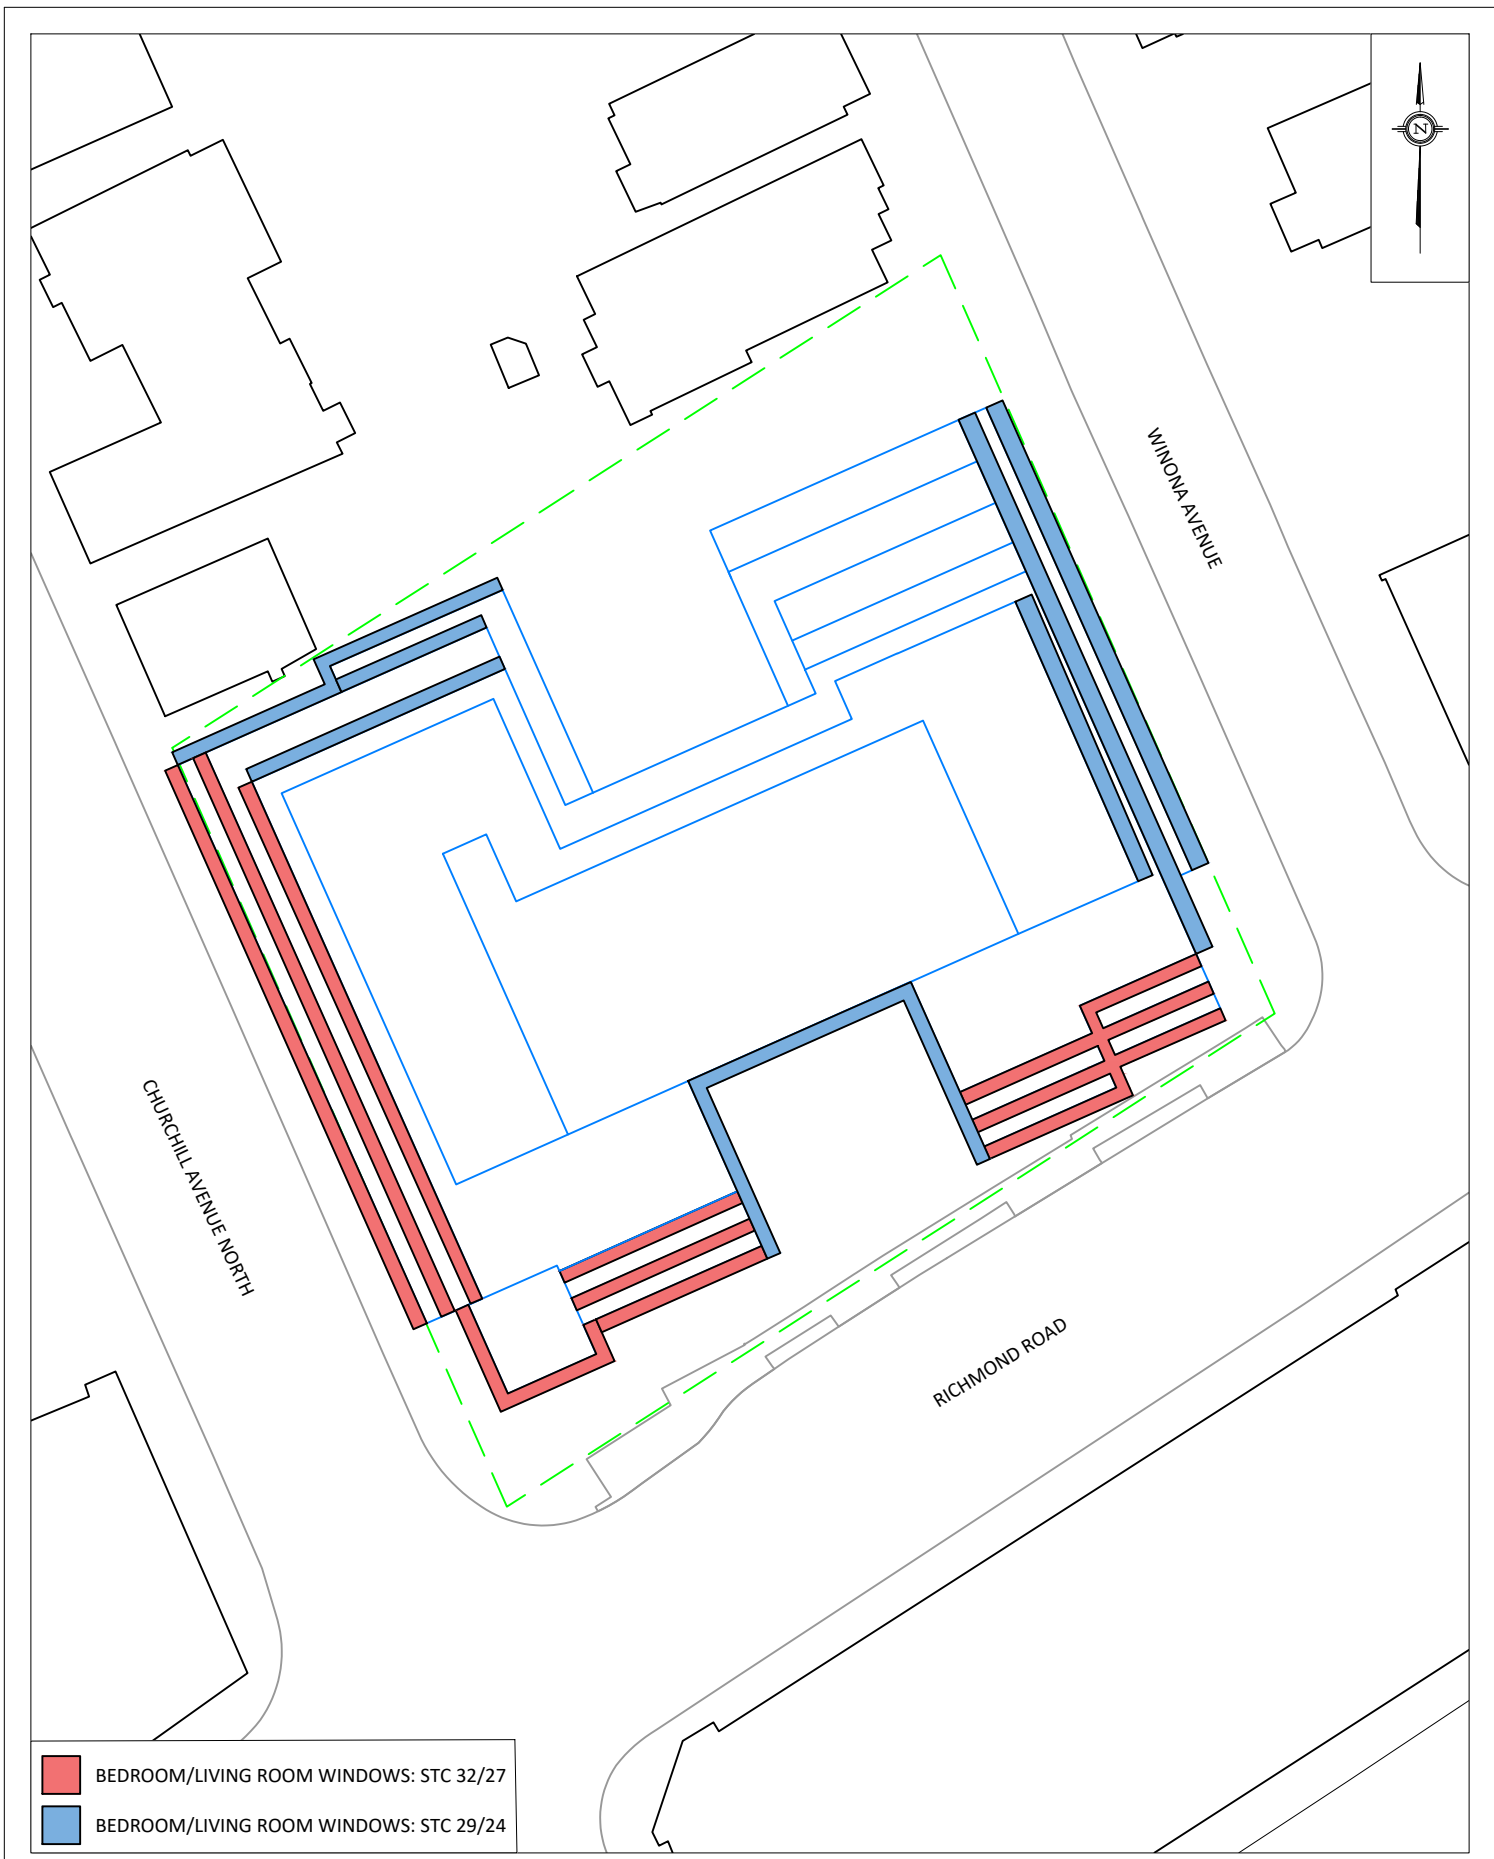 N
WINONA AVENUE
CHURCHILL AVENUE NORTH
RICHMOND ROAD
BEDROOM/LIVING ROOM WINDOWS: STC 32/27
BEDROOM/LIVING ROOM WINDOWS: STC 29/24